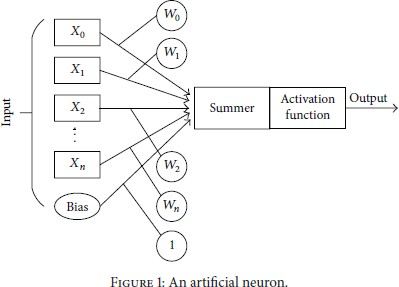 W0
X0
W1
X1
Input
X2
Summer
Activation
function
Output
⋮
Xn
W2
Bias
Wn
1
FIGURE 1: An artificial neuron.